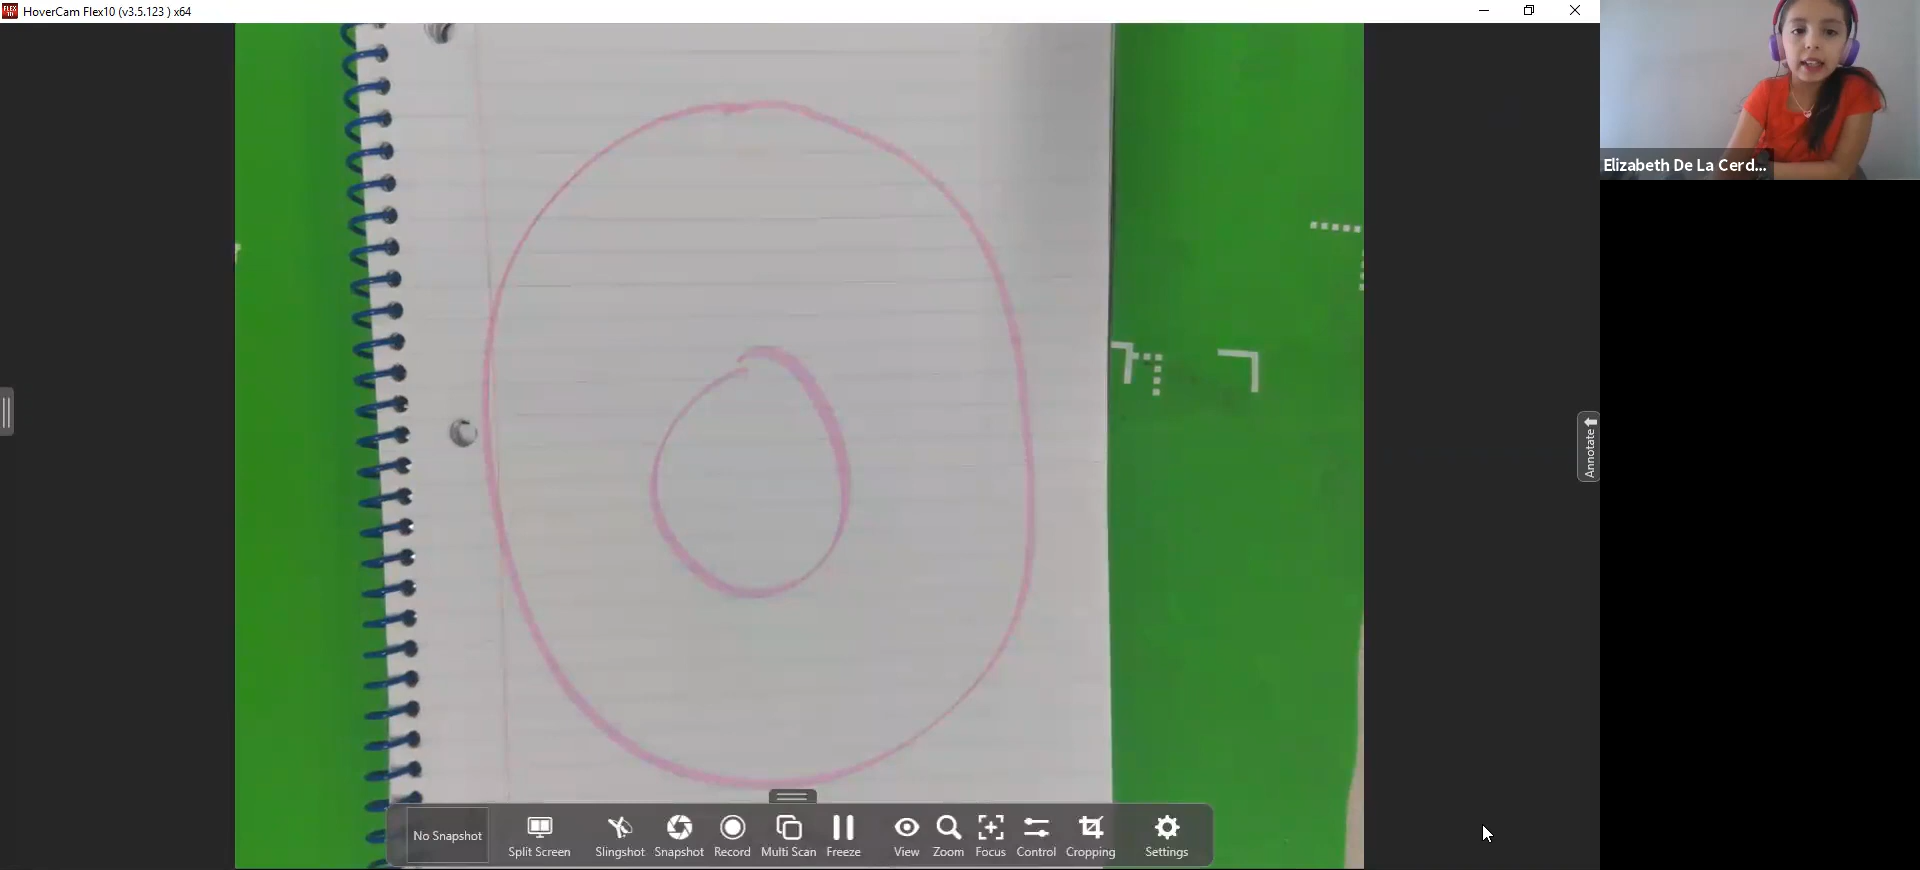 HoverCam Flex10 (v3.5.123 ) x64
Elizabeth De La Cerd...
Annotate
No Snapshot
Split Screen
Slingshot
Snapshot
Record
Multi Scan
Freeze
View
Zoom
Focus
Control
Cropping
Settings